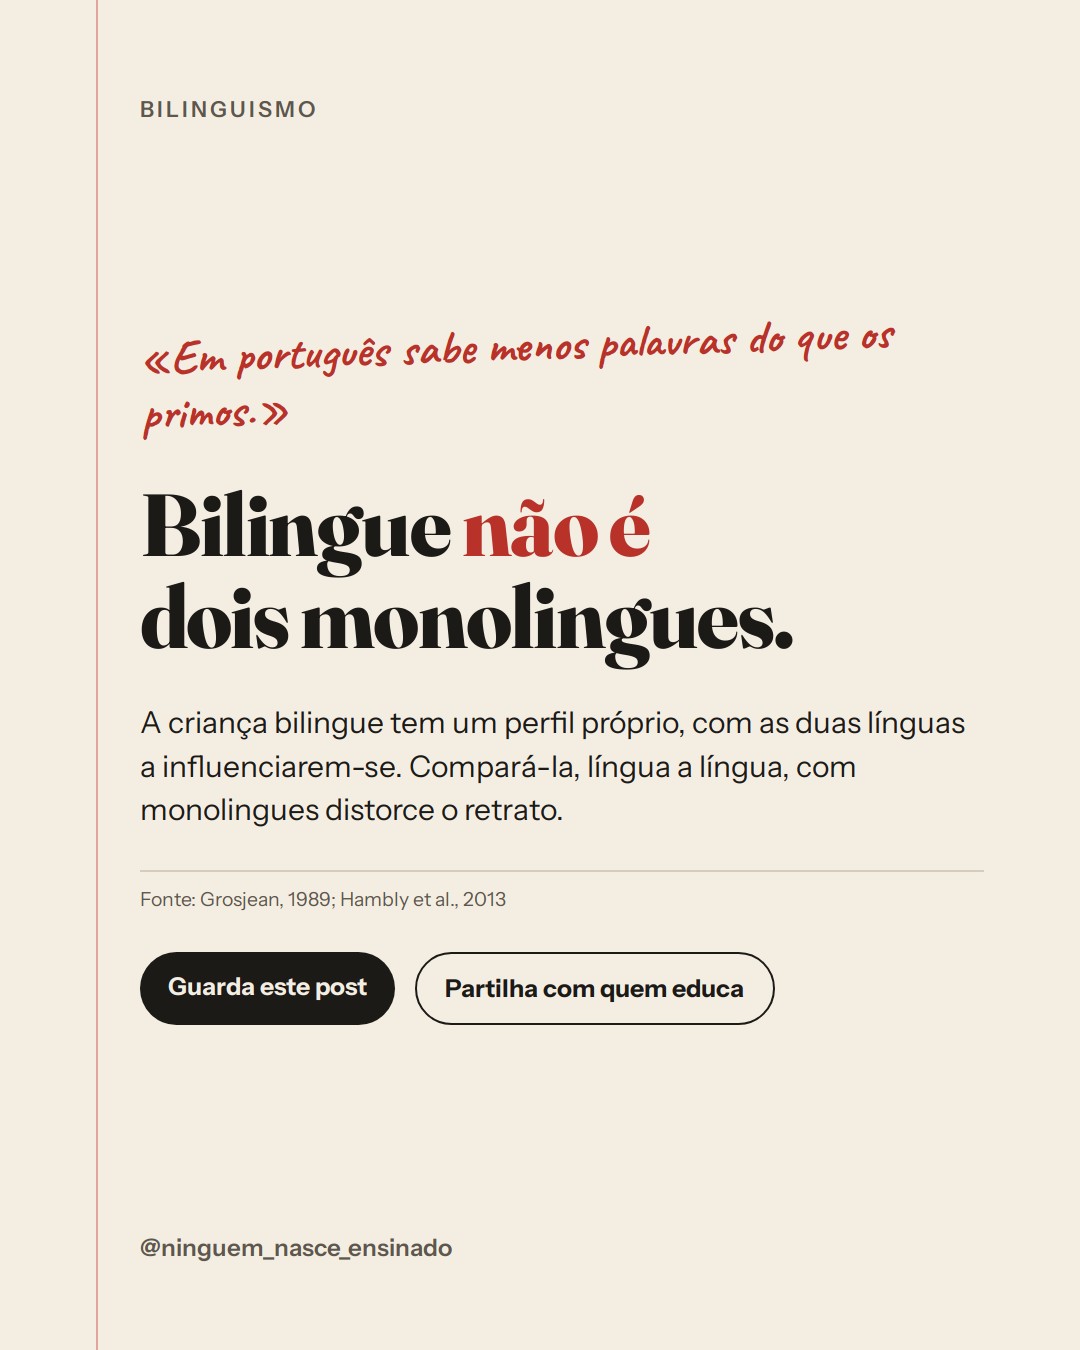 BILINGUISMO
«Em português sabe menos palavras do que os
primos.»
Bilingue não é
dois monolingues.
A criança bilingue tem um perfil próprio, com as duas línguas
a influenciarem-se. Compará-la, língua a língua, com
monolingues distorce o retrato.
Fonte: Grosjean, 1989; Hambly et al., 2013
Guarda este post
Partilha com quem educa
@ninguem_nasce_ensinado